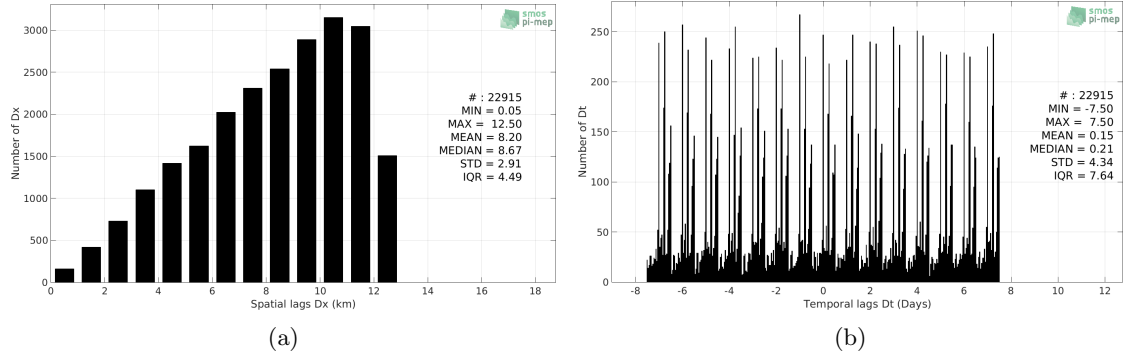 smos
pi-mep
3000
2500
2000
1500
1000
500
0
Number of Dx
# : 22915
MIN = 0.05
MAX = 12.50
MEAN = 8.20
MEDIAN = 8.67
STD = 2.91
IQR = 4.49
0 2 4 6 8 10 12 14 16 18
Spatial lags Dx (km)
(a)
smos
pi-mep
250
200
150
100
50
0
Number of Dt
# : 22915
MIN = -7.50
MAX = 7.50
MEAN = 0.15
MEDIAN = 0.21
STD = 4.34
IQR = 7.64
-8 -6 -4 -2 0 2 4 6 8 10 12
Temporal lags Dt (Days)
(b)